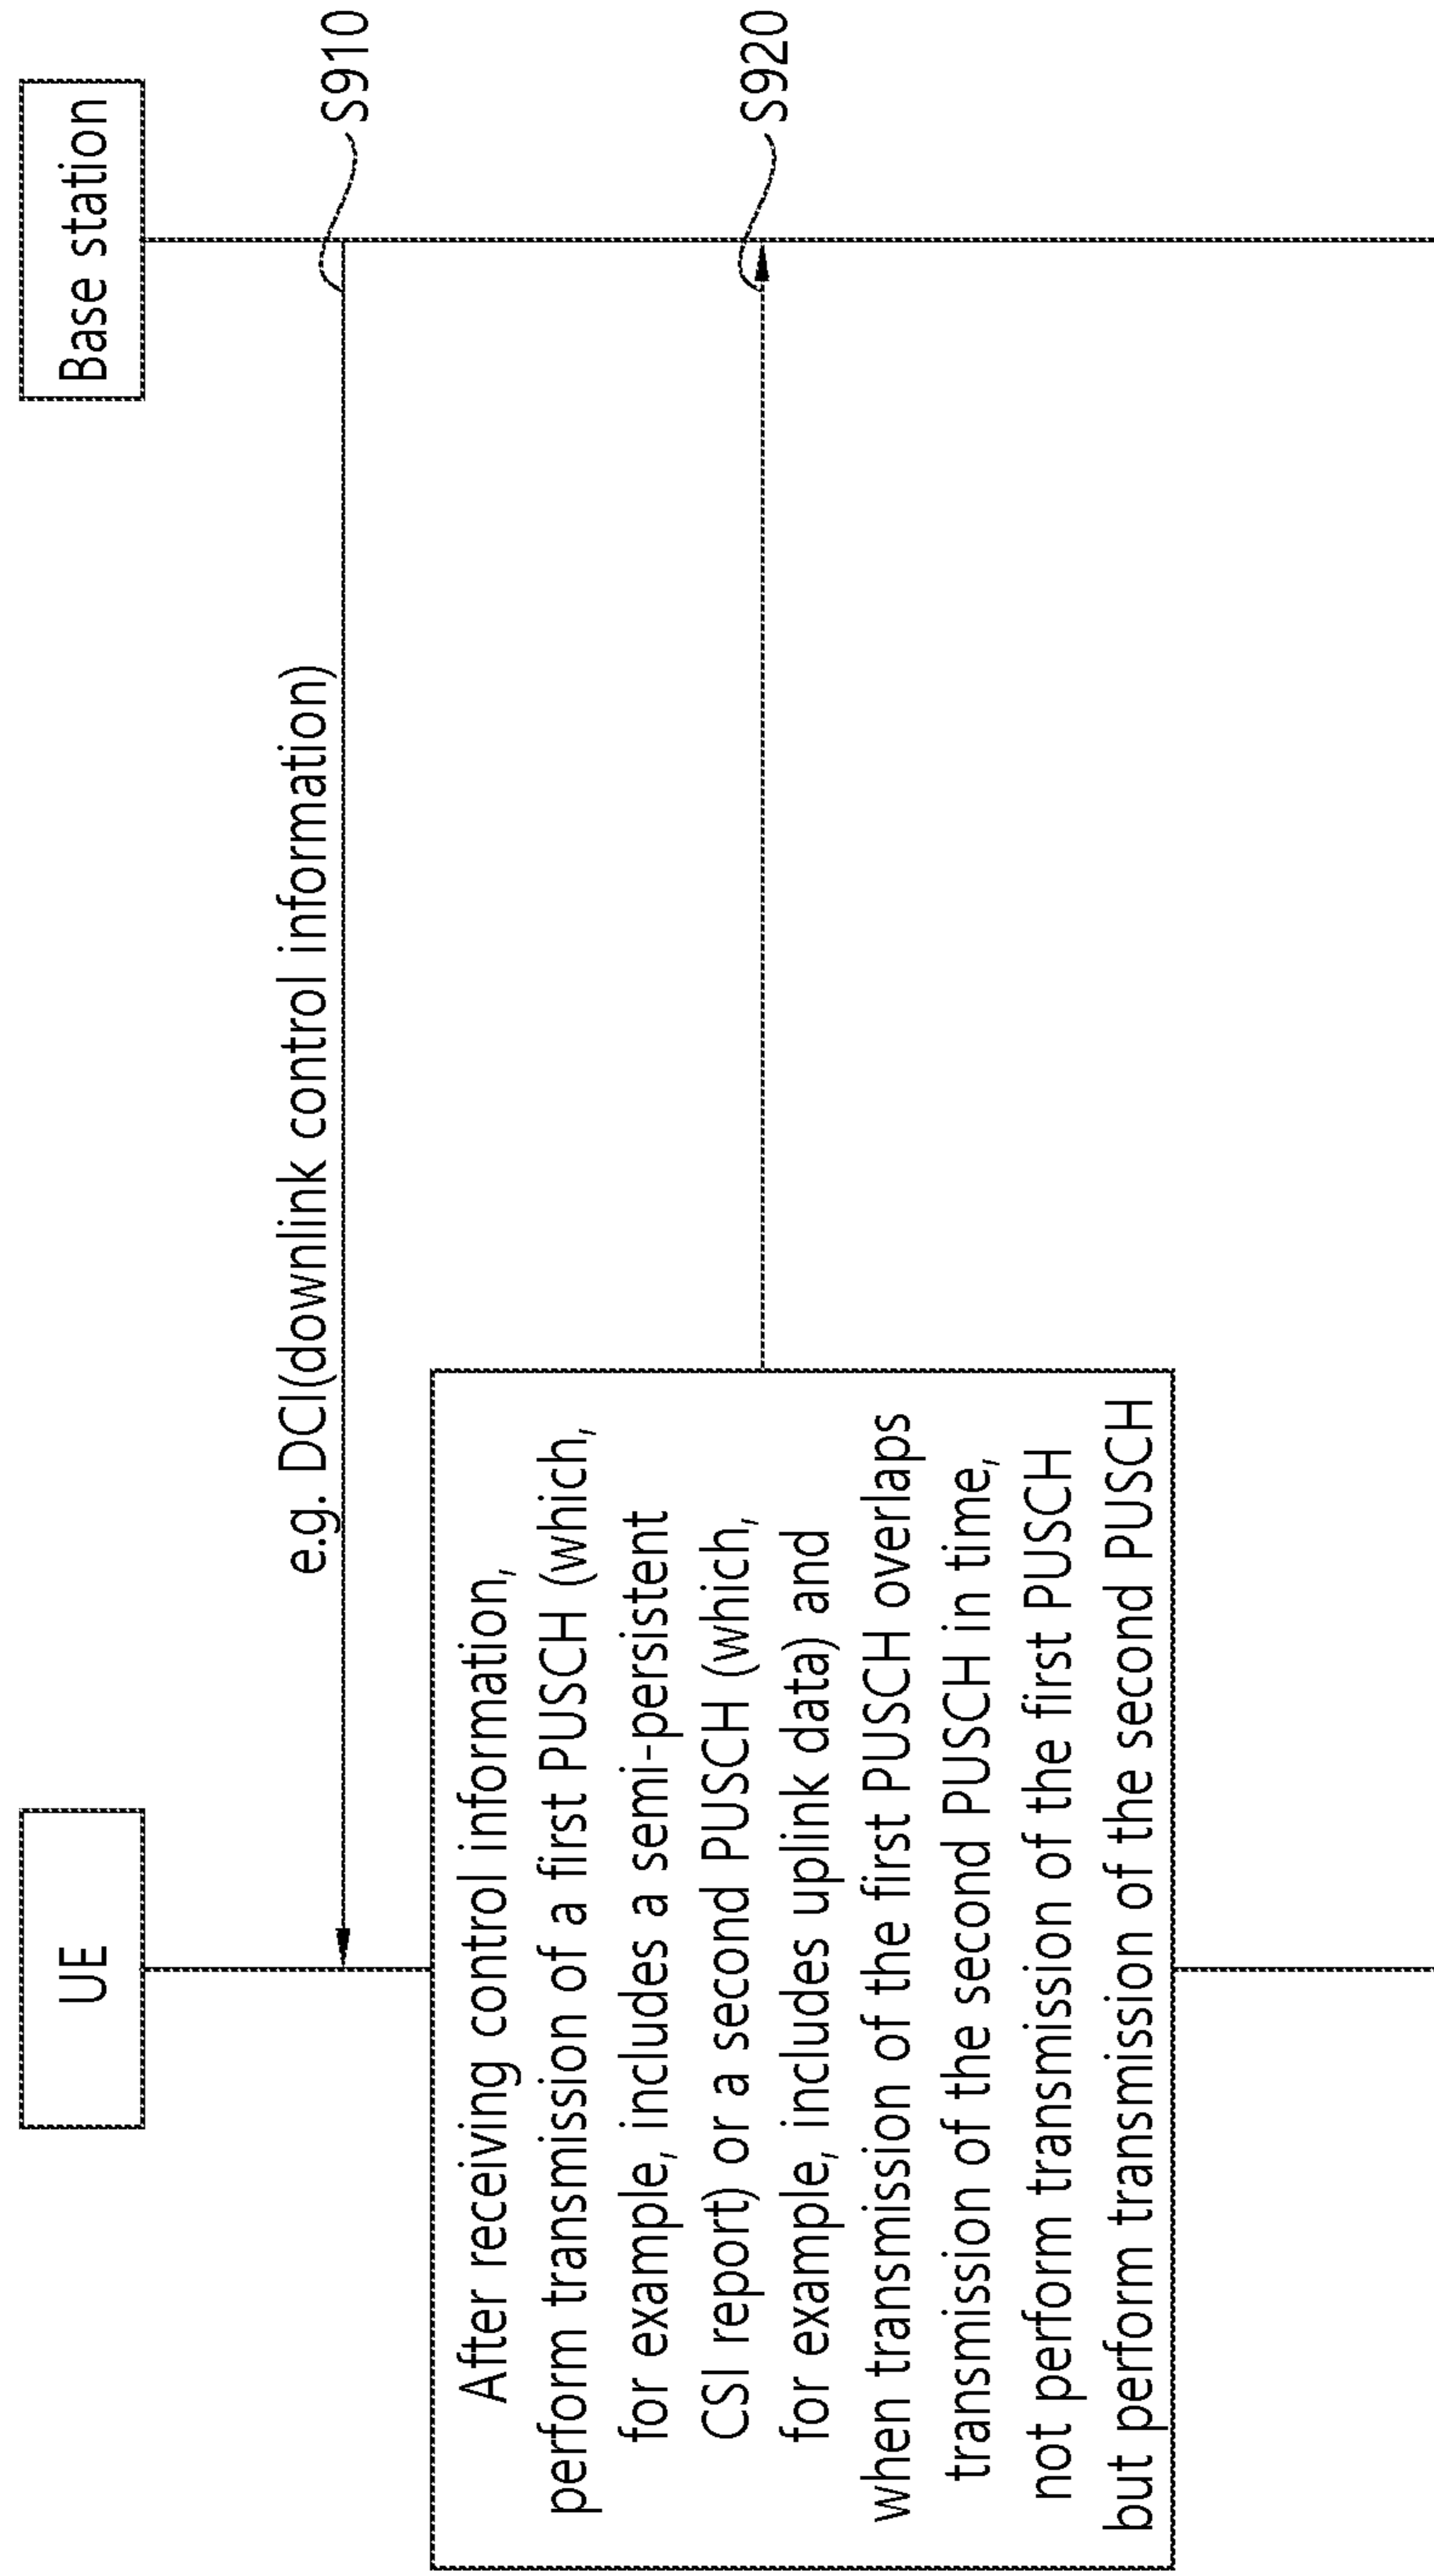 UE
Base station
e.g. DCI(downlink control information)
S910
After receiving control information,
perform transmission of a first PUSCH (which,
for example, includes a semi-persistent
CSI report) or a second PUSCH (which,
for example, includes uplink data) and
when transmission of the first PUSCH overlaps
transmission of the second PUSCH in time,
not perform transmission of the first PUSCH
but perform transmission of the second PUSCH
S920